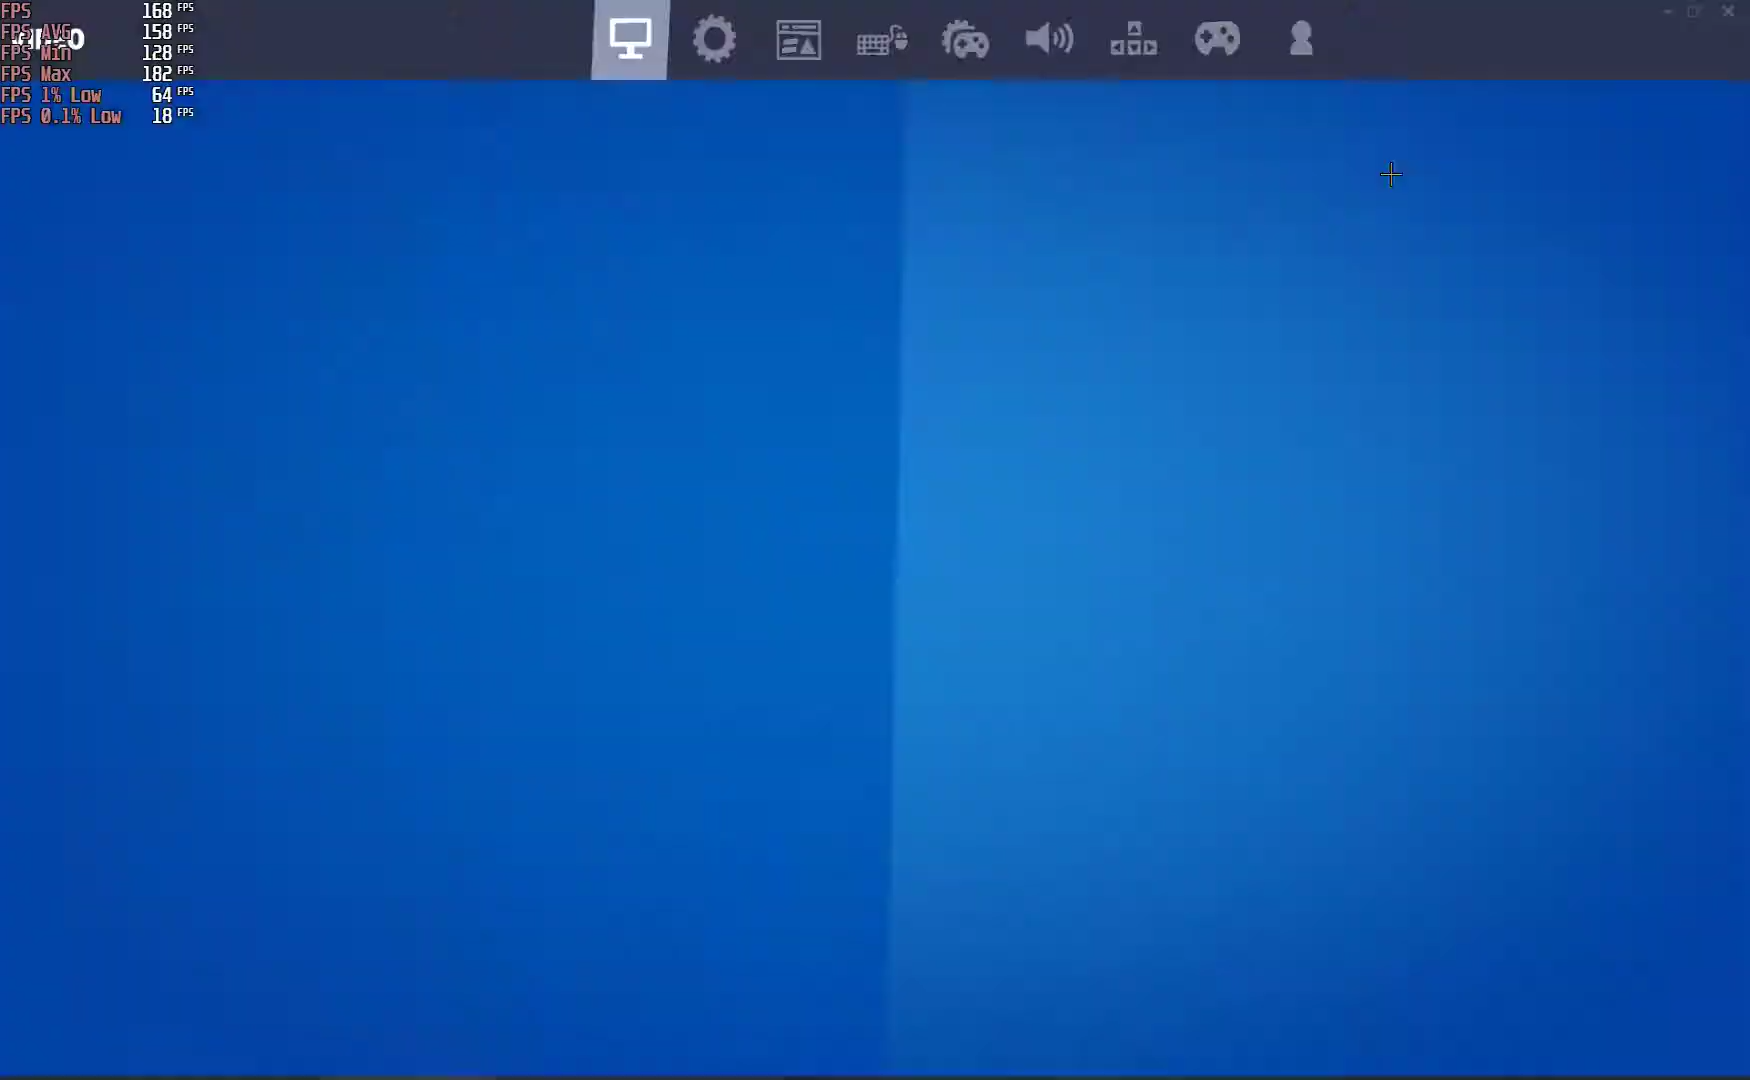 FPS 168 FPS
FPS AVG 158 FPS
FPS Min 128 FPS
FPS Max 182 FPS
FPS 1% Low 64 FPS
FPS 0.1% Low 18 FPS